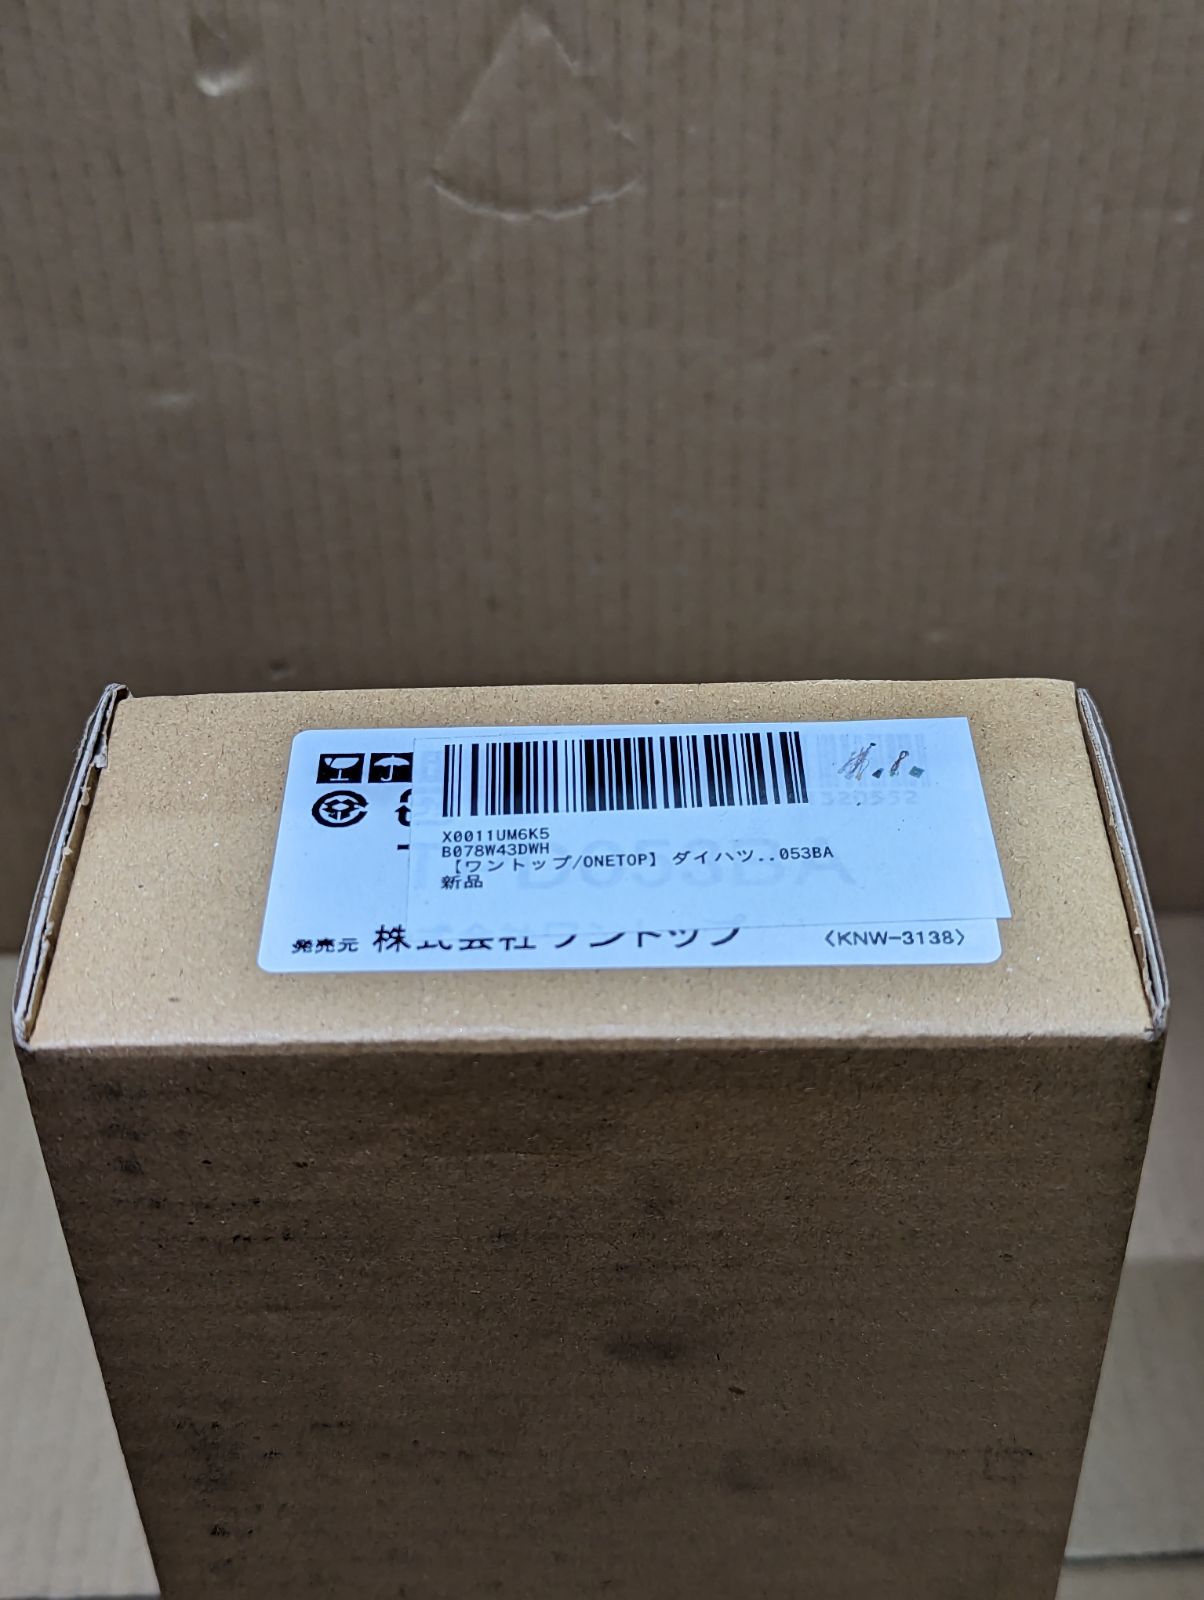 X0011UM6K5
B078W43DWH
【ワントップ/ONETOP】 ダイハツ..053BA
新品
D053BA
発売元 株式会社ワントップ 〈KNW-3138〉